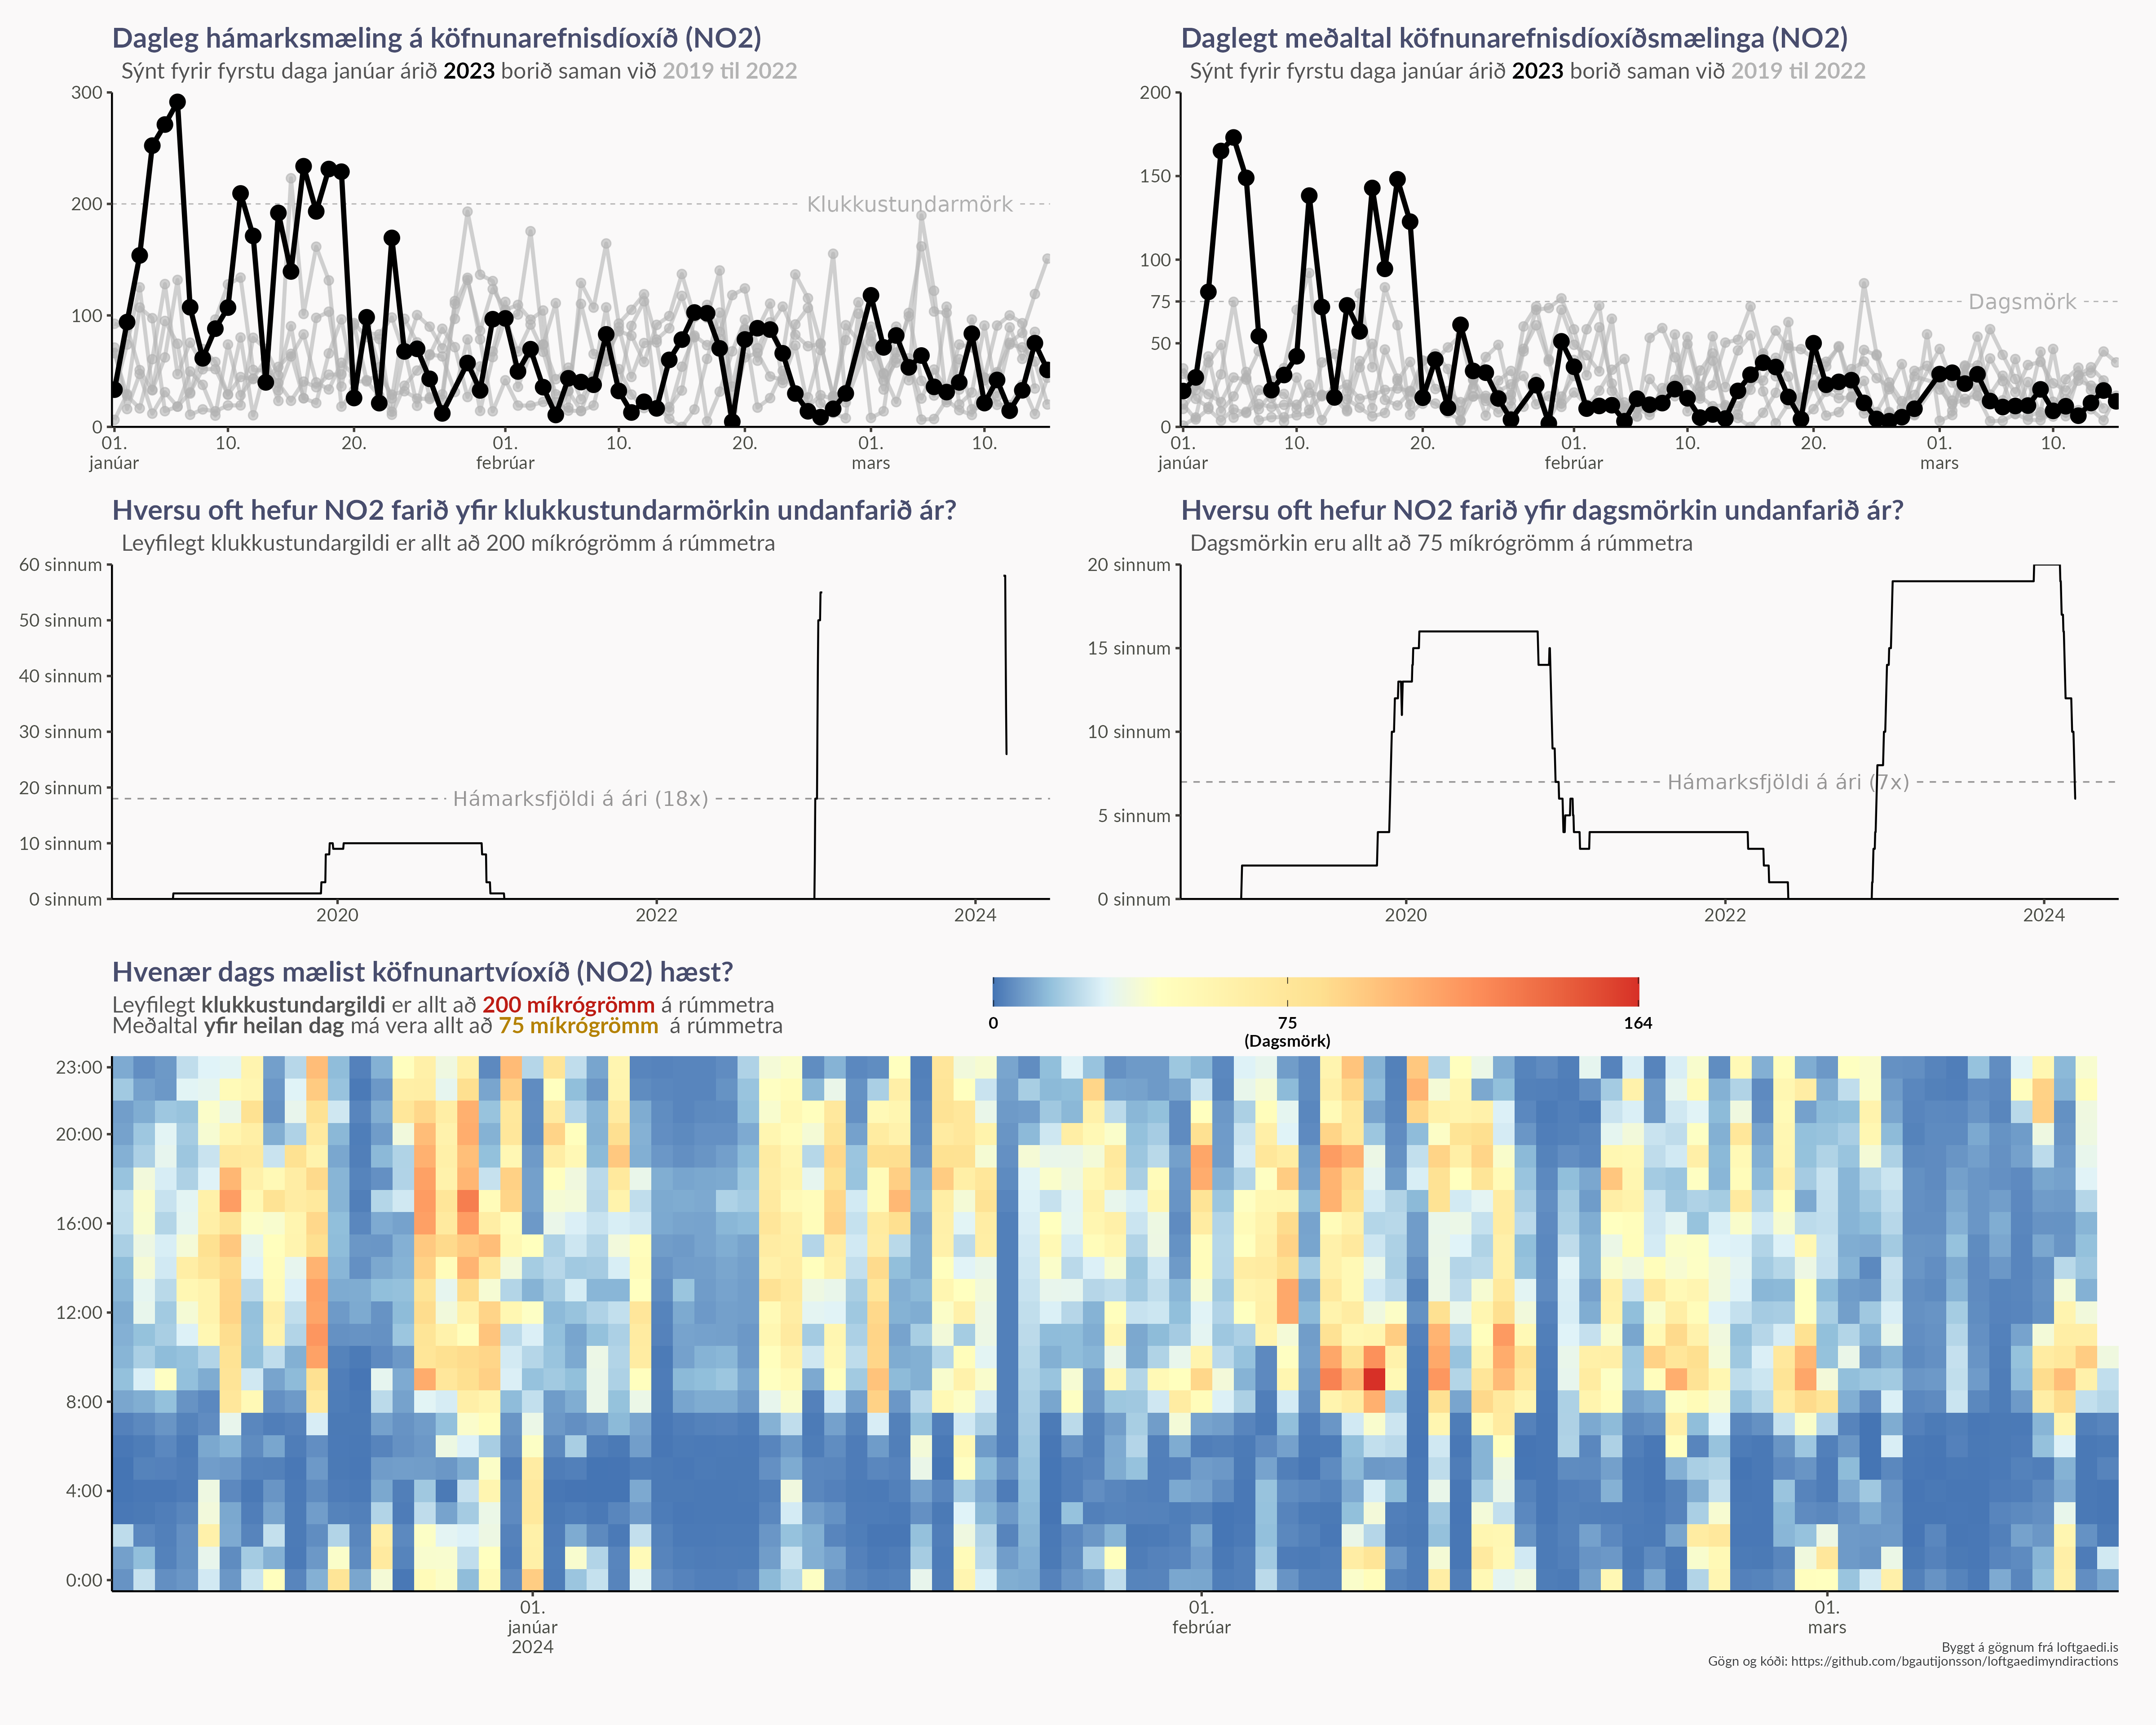 Dagleg hámarksmæling á köfnunarefnisdíoxíð (NO2)
Sýnt fyrir fyrstu daga janúar árið 2023 borið saman við 2019 til 2022
300
200
100
0
Klukkustundarmörk
01. 10. 20. 01. 10. 20. 01. 10.
janúar febrúar mars
Daglegt meðaltal köfnunarefnisdíoxíðsmælinga (NO2)
Sýnt fyrir fyrstu daga janúar árið 2023 borið saman við 2019 til 2022
200
150
100
75
50
0
Dagsmörk
01. 10. 20. 01. 10. 20. 01. 10.
janúar febrúar mars
Hversu oft hefur NO2 farið yfir klukkustundarmörkin undanfarið ár?
Leyfilegt klukkustundargildi er allt að 200 míkrógrömm á rúmmetra
60 sinnum
50 sinnum
40 sinnum
30 sinnum
20 sinnum
10 sinnum
0 sinnum
Hámarksfjöldi á ári (18x)
2020 2022 2024
Hversu oft hefur NO2 farið yfir dagsmörkin undanfarið ár?
Dagsmörkin eru allt að 75 míkrógrömm á rúmmetra
20 sinnum
15 sinnum
10 sinnum
5 sinnum
0 sinnum
Hámarksfjöldi á ári (7x)
2020 2022 2024
Hvenær dags mælist köfnunartvíoxíð (NO2) hæst?
Leyfilegt klukkustundargildi er allt að 200 míkrógrömm á rúmmetra
Meðaltal yfir heilan dag má vera allt að 75 míkrógrömm á rúmmetra
0 75 164
(Dagsmörk)
23:00
20:00
16:00
12:00
8:00
4:00
0:00
01. 01. 01.
janúar febrúar mars
2024
Byggt á gögnum frá loftgaedi.is
Gögn og kóði: https://github.com/bgautijonsson/loftgaedimyndiractions